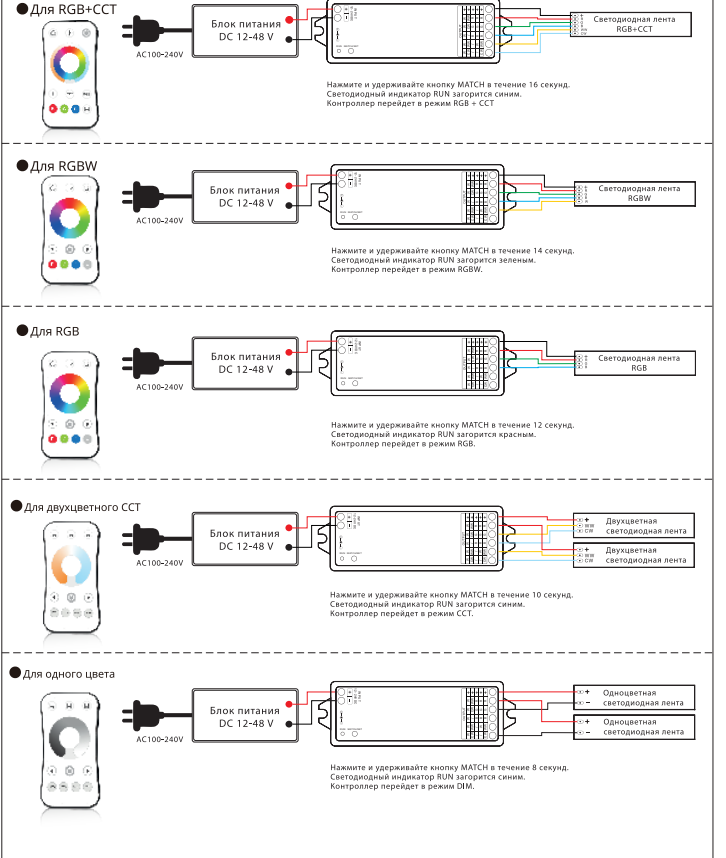 Для RGB+CCT
AC100-240V
Блок питания
DC 12-48 V
Светодиодная лента
RGB+CCT
Нажмите и удерживайте кнопку MATCH в течение 16 секунд.
Светодиодный индикатор RUN загорится синим.
Контроллер перейдет в режим RGB + CCT
Для RGBW
AC100-240V
Блок питания
DC 12-48 V
Светодиодная лента
RGBW
Нажмите и удерживайте кнопку MATCH в течение 14 секунд.
Светодиодный индикатор RUN загорится зеленым.
Контроллер перейдет в режим RGBW.
Для RGB
AC100-240V
Блок питания
DC 12-48 V
Светодиодная лента
RGB
Нажмите и удерживайте кнопку MATCH в течение 12 секунд.
Светодиодный индикатор RUN загорится красным.
Контроллер перейдет в режим RGB.
Для двухцветного CCT
AC100-240V
Блок питания
DC 12-48 V
+
WW
CW
Двухцветная
светодиодная лента
+
WW
CW
Двухцветная
светодиодная лента
Нажмите и удерживайте кнопку MATCH в течение 10 секунд.
Светодиодный индикатор RUN загорится синим.
Контроллер перейдет в режим CCT.
Для одного цвета
AC100-240V
Блок питания
DC 12-48 V
+
–
Одноцветная
светодиодная лента
+
–
Одноцветная
светодиодная лента
Нажмите и удерживайте кнопку MATCH в течение 8 секунд.
Светодиодный индикатор RUN загорится синим.
Контроллер перейдет в режим DIM.